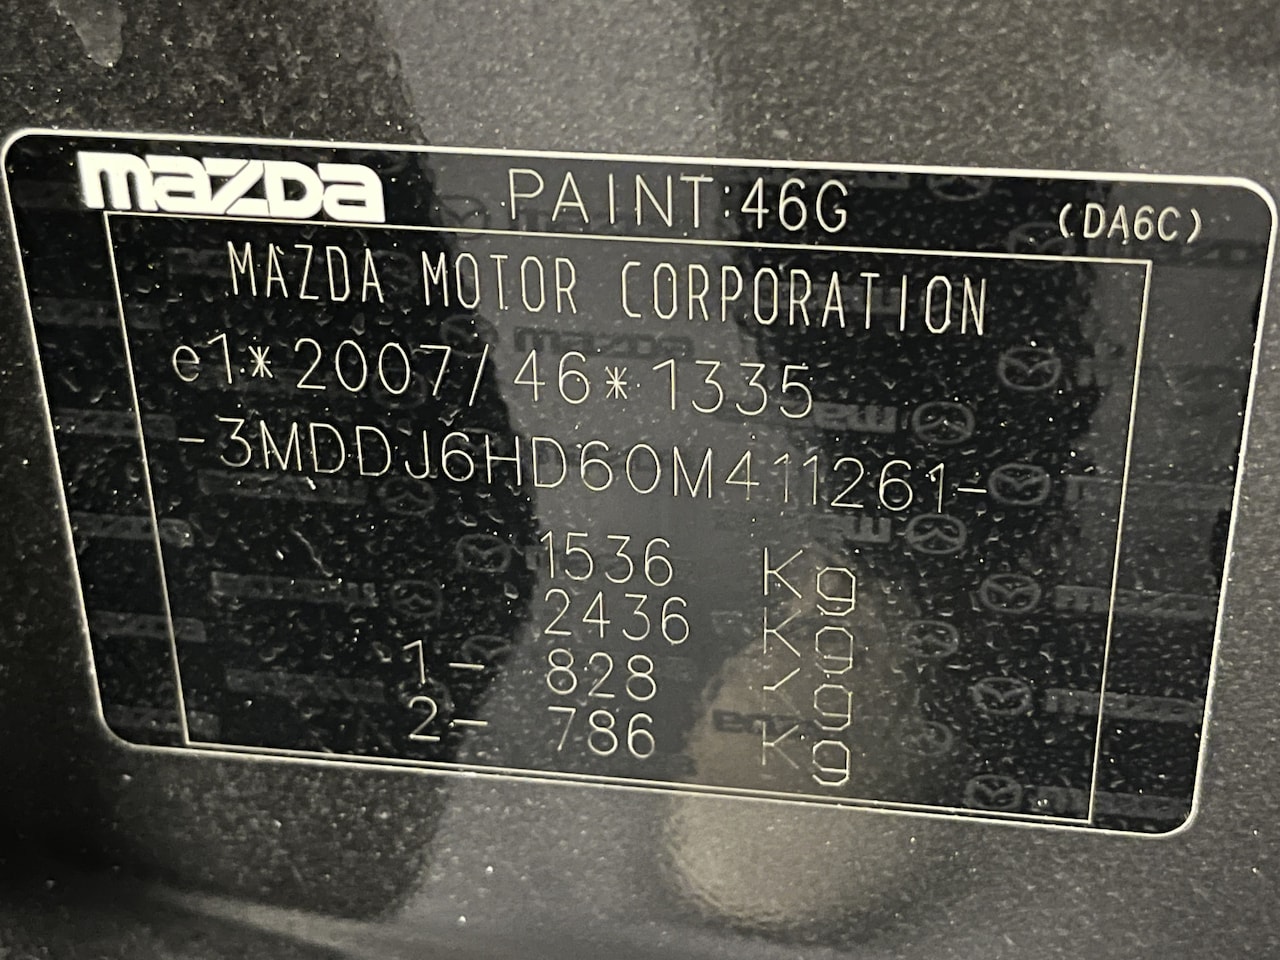 mazDa PAINT:46G (DA6C)
MAZDA MOTOR CORPORATION
e1*2007/46*1335
-3MDDJ6HD60M411261-
1536 Kg
2436 Kg
1- 828 Kg
2- 786 Kg